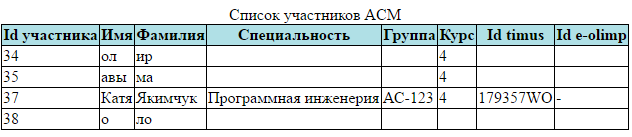 Список участников АСМ
Id участника Имя Фамилия Специальность Группа Курс Id timus Id e-olimp
34 ол ир 4
35 авы ма 4
37 Катя Якимчук Программная инженерия АС-123 4 179357WO -
38 о ло